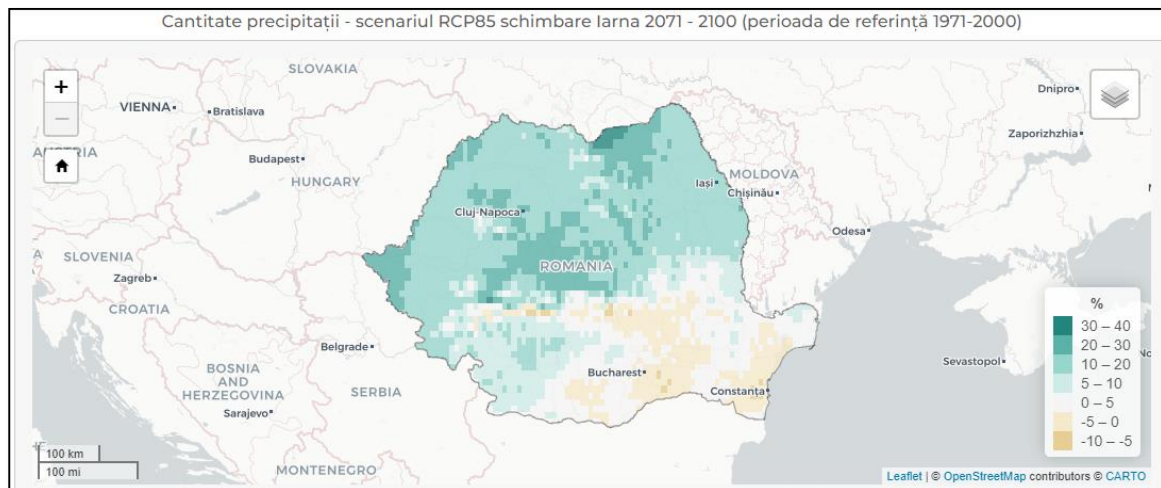 Cantitate precipitații - scenariul RCP85 schimbare Iarna 2071 - 2100 (perioada de referință 1971-2000)
+
−
SLOVAKIA
VIENNA
Bratislava
Dnipro
Zaporizhzhia
AUSTRIA
Budapest
HUNGARY
Iași
MOLDOVA
Chișinău
Cluj-Napoca
Odesa
SLOVENIA
Zagreb
ROMANIA
CROATIA
Belgrade
BOSNIA
AND
HERZEGOVINA
Sarajevo
SERBIA
Bucharest
Constanța
Sevastopol
MONTENEGRO
%
30 – 40
20 – 30
10 – 20
5 – 10
0 – 5
-5 – 0
-10 – -5
100 km
100 mi
Leaflet | © OpenStreetMap contributors © CARTO